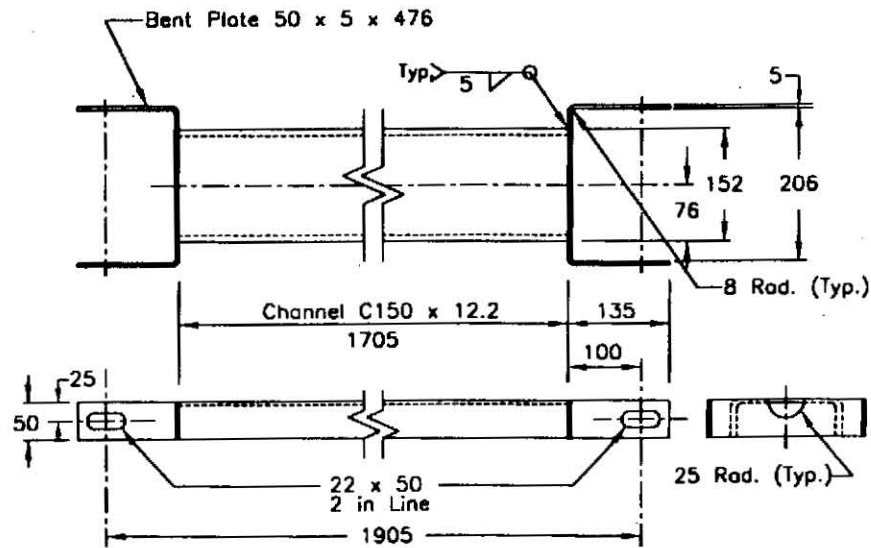 Bent Plate 50 x 5 x 476
Typ.
5
5
152
206
76
8 Rad. (Typ.)
Channel C150 x 12.2
1705
135
100
25
50
22 x 50
2 in Line
25 Rad. (Typ.)
1905